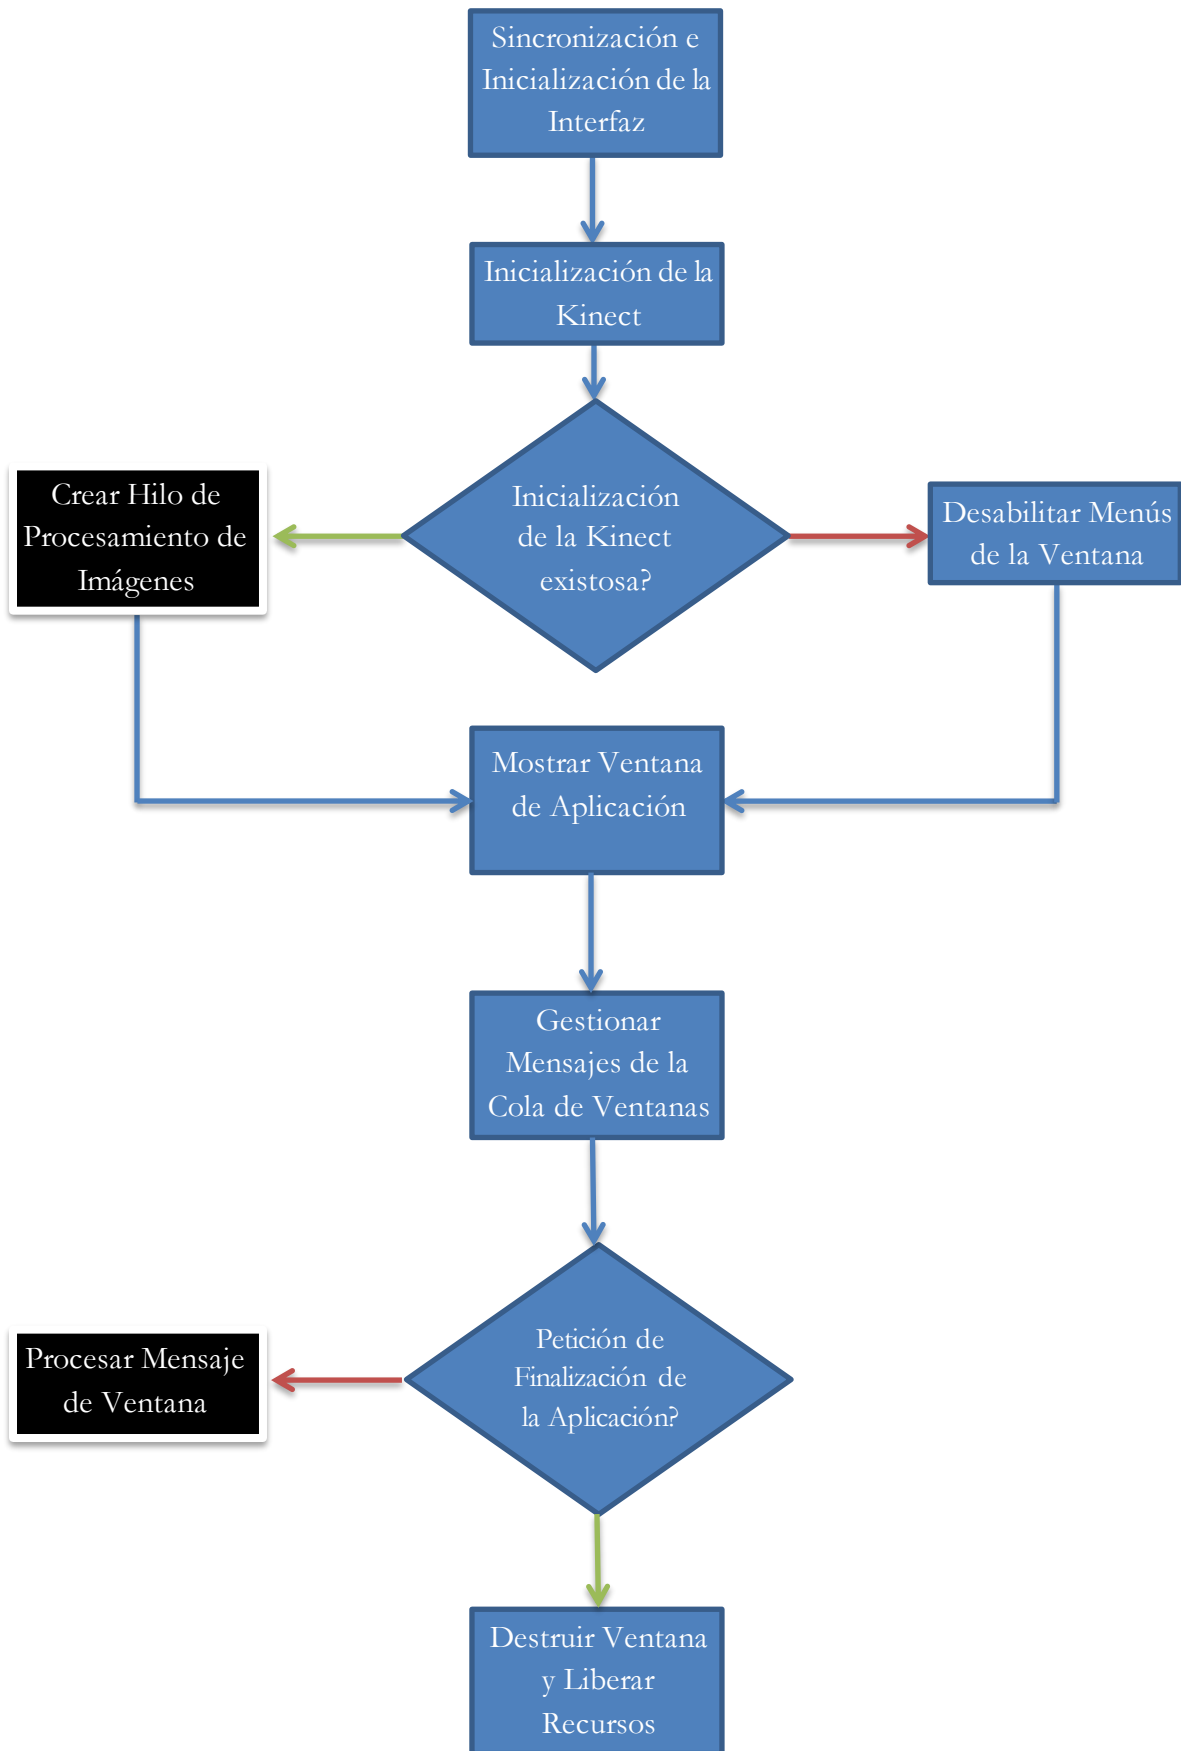 Sincronización e
Inicialización de la
Interfaz
Inicialización de la
Kinect
Crear Hilo de
Procesamiento de
Imágenes
Inicialización
de la Kinect
existosa?
Desabilitar Menús
de la Ventana
Mostrar Ventana
de Aplicación
Gestionar
Mensajes de la
Cola de Ventanas
Procesar Mensaje
de Ventana
Petición de
Finalización de
la Aplicación?
Destruir Ventana
y Liberar
Recursos